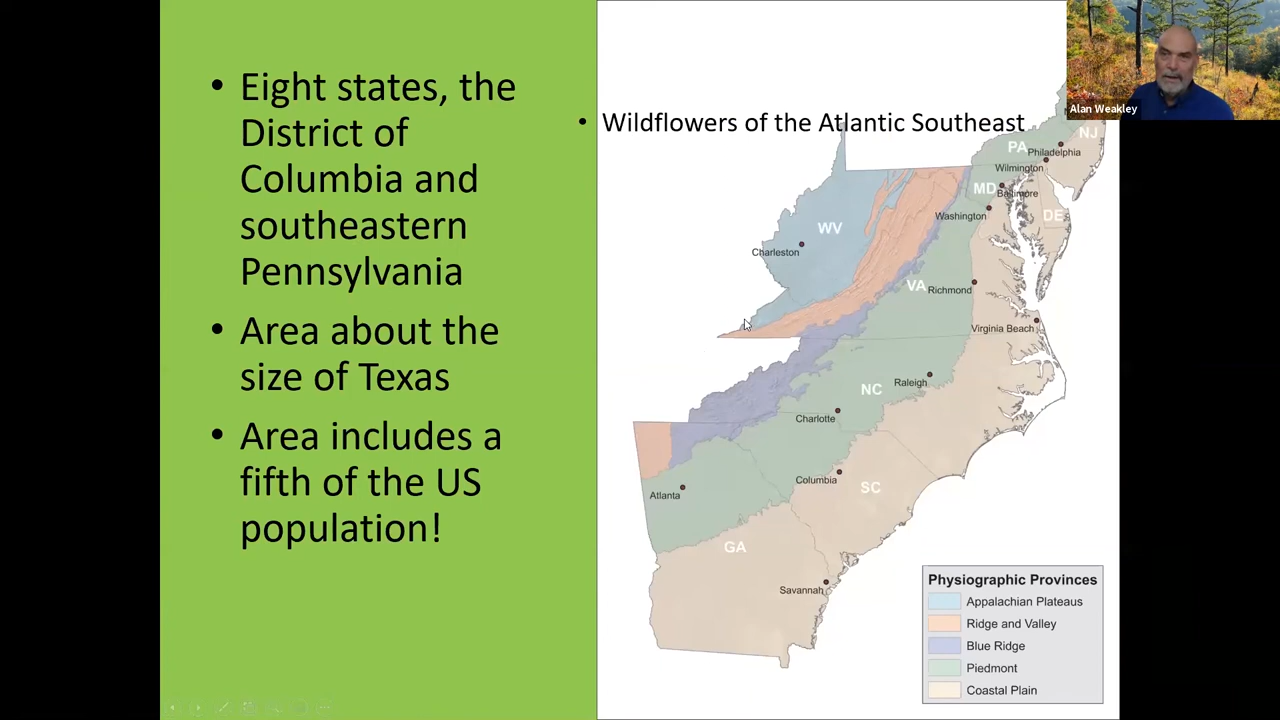 • Eight states, the
District of
Columbia and
southeastern
Pennsylvania
• Area about the
size of Texas
• Area includes a
fifth of the US
population!
• Wildflowers of the Atlantic Southeast
Alan Weakley
NJ
PA
Philadelphia
Wilmington
MD
Baltimore
Washington
DE
WV
Charleston
VA
Richmond
Virginia Beach
Raleigh
NC
Charlotte
Columbia
SC
Atlanta
GA
Savannah
Physiographic Provinces
Appalachian Plateaus
Ridge and Valley
Blue Ridge
Piedmont
Coastal Plain